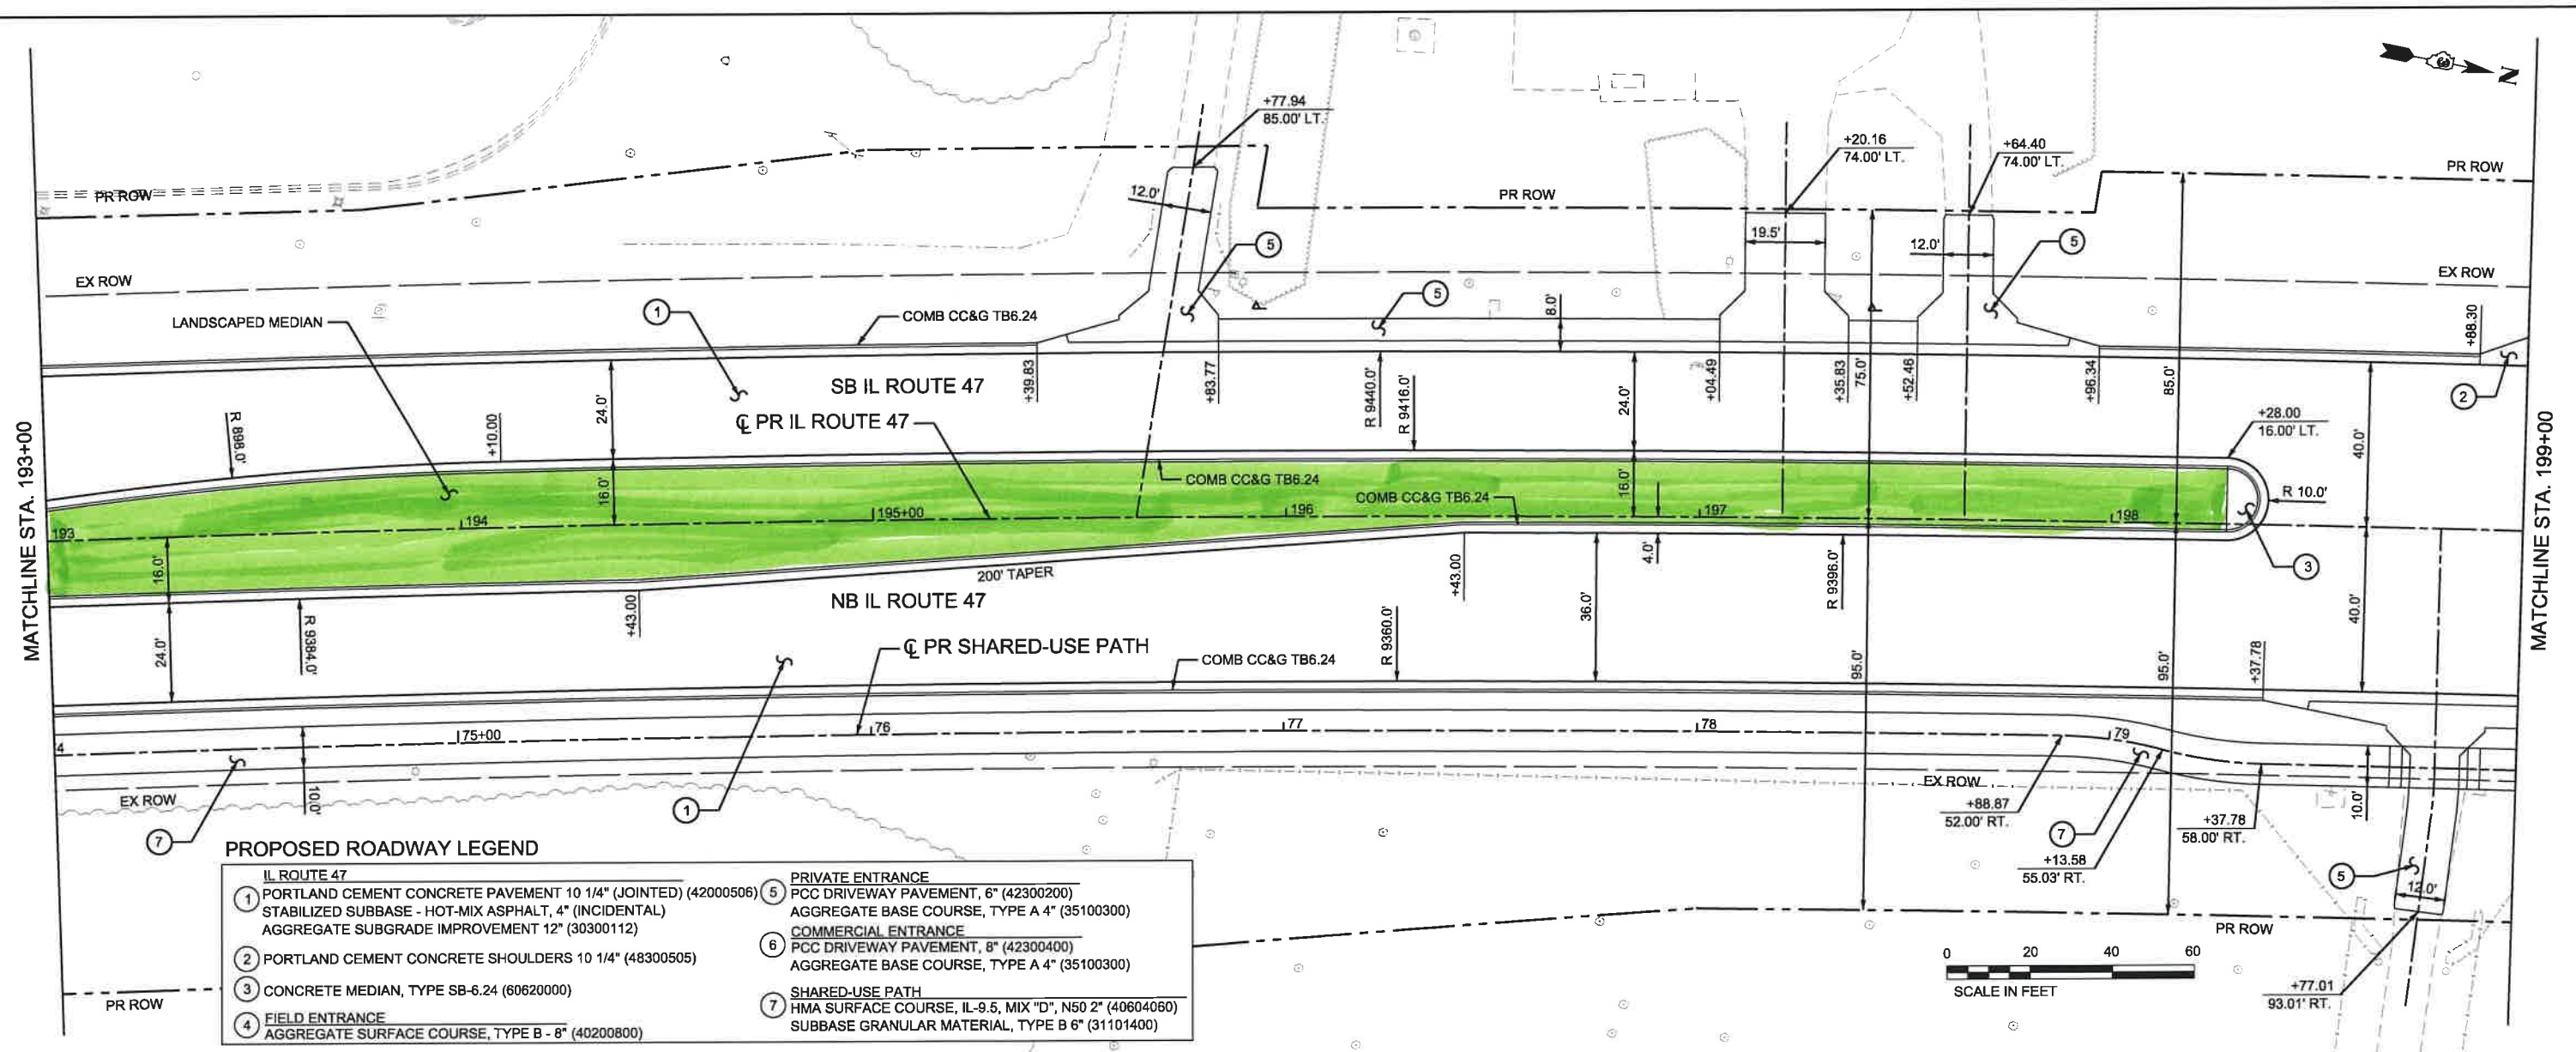 N
+77.94
85.00' LT.
+20.16
74.00' LT.
+64.40
74.00' LT.
PR ROW
PR ROW
PR ROW
12.0'
19.5'
12.0'
5
5
5
EX ROW
EX ROW
LANDSCAPED MEDIAN
1
COMB CC&G TB6.24
8.0'
+88.30
SB IL ROUTE 47
℄ PR IL ROUTE 47
+39.83
+83.77
R 9440.0'
R 9416.0'
24.0'
+04.49
+35.83
75.0'
+52.46
+96.34
85.0'
2
R 898.0'
+10.00
24.0'
+28.00
16.00' LT.
40.0'
MATCHLINE STA. 193+00
MATCHLINE STA. 199+00
16.0'
COMB CC&G TB6.24
COMB CC&G TB6.24
16.0'
R 10.0'
193
194
195+00
196
197
198
16.0'
200' TAPER
+43.00
4.0'
R 9396.0'
3
NB IL ROUTE 47
24.0'
R 9384.0'
+43.00
36.0'
40.0'
℄ PR SHARED-USE PATH
COMB CC&G TB6.24
R 9360.0'
95.0'
95.0'
+37.78
4
75+00
76
77
78
79
EX ROW
10.0'
1
7
EX ROW
+88.87
52.00' RT.
7
+13.58
55.03' RT.
+37.78
58.00' RT.
10.0'
5
12.0'
PROPOSED ROADWAY LEGEND
IL ROUTE 47
1 PORTLAND CEMENT CONCRETE PAVEMENT 10 1/4" (JOINTED) (42000506)
STABILIZED SUBBASE - HOT-MIX ASPHALT, 4" (INCIDENTAL)
AGGREGATE SUBGRADE IMPROVEMENT 12" (30300112)
2 PORTLAND CEMENT CONCRETE SHOULDERS 10 1/4" (48300505)
3 CONCRETE MEDIAN, TYPE SB-6.24 (60620000)
4 FIELD ENTRANCE
AGGREGATE SURFACE COURSE, TYPE B - 8" (40200800)
PRIVATE ENTRANCE
5 PCC DRIVEWAY PAVEMENT, 6" (42300200)
AGGREGATE BASE COURSE, TYPE A 4" (35100300)
COMMERCIAL ENTRANCE
6 PCC DRIVEWAY PAVEMENT, 8" (42300400)
AGGREGATE BASE COURSE, TYPE A 4" (35100300)
SHARED-USE PATH
7 HMA SURFACE COURSE, IL-9.5, MIX "D", N50 2" (40604060)
SUBBASE GRANULAR MATERIAL, TYPE B 6" (31101400)
PR ROW
PR ROW
0 20 40 60
SCALE IN FEET
+77.01
93.01' RT.